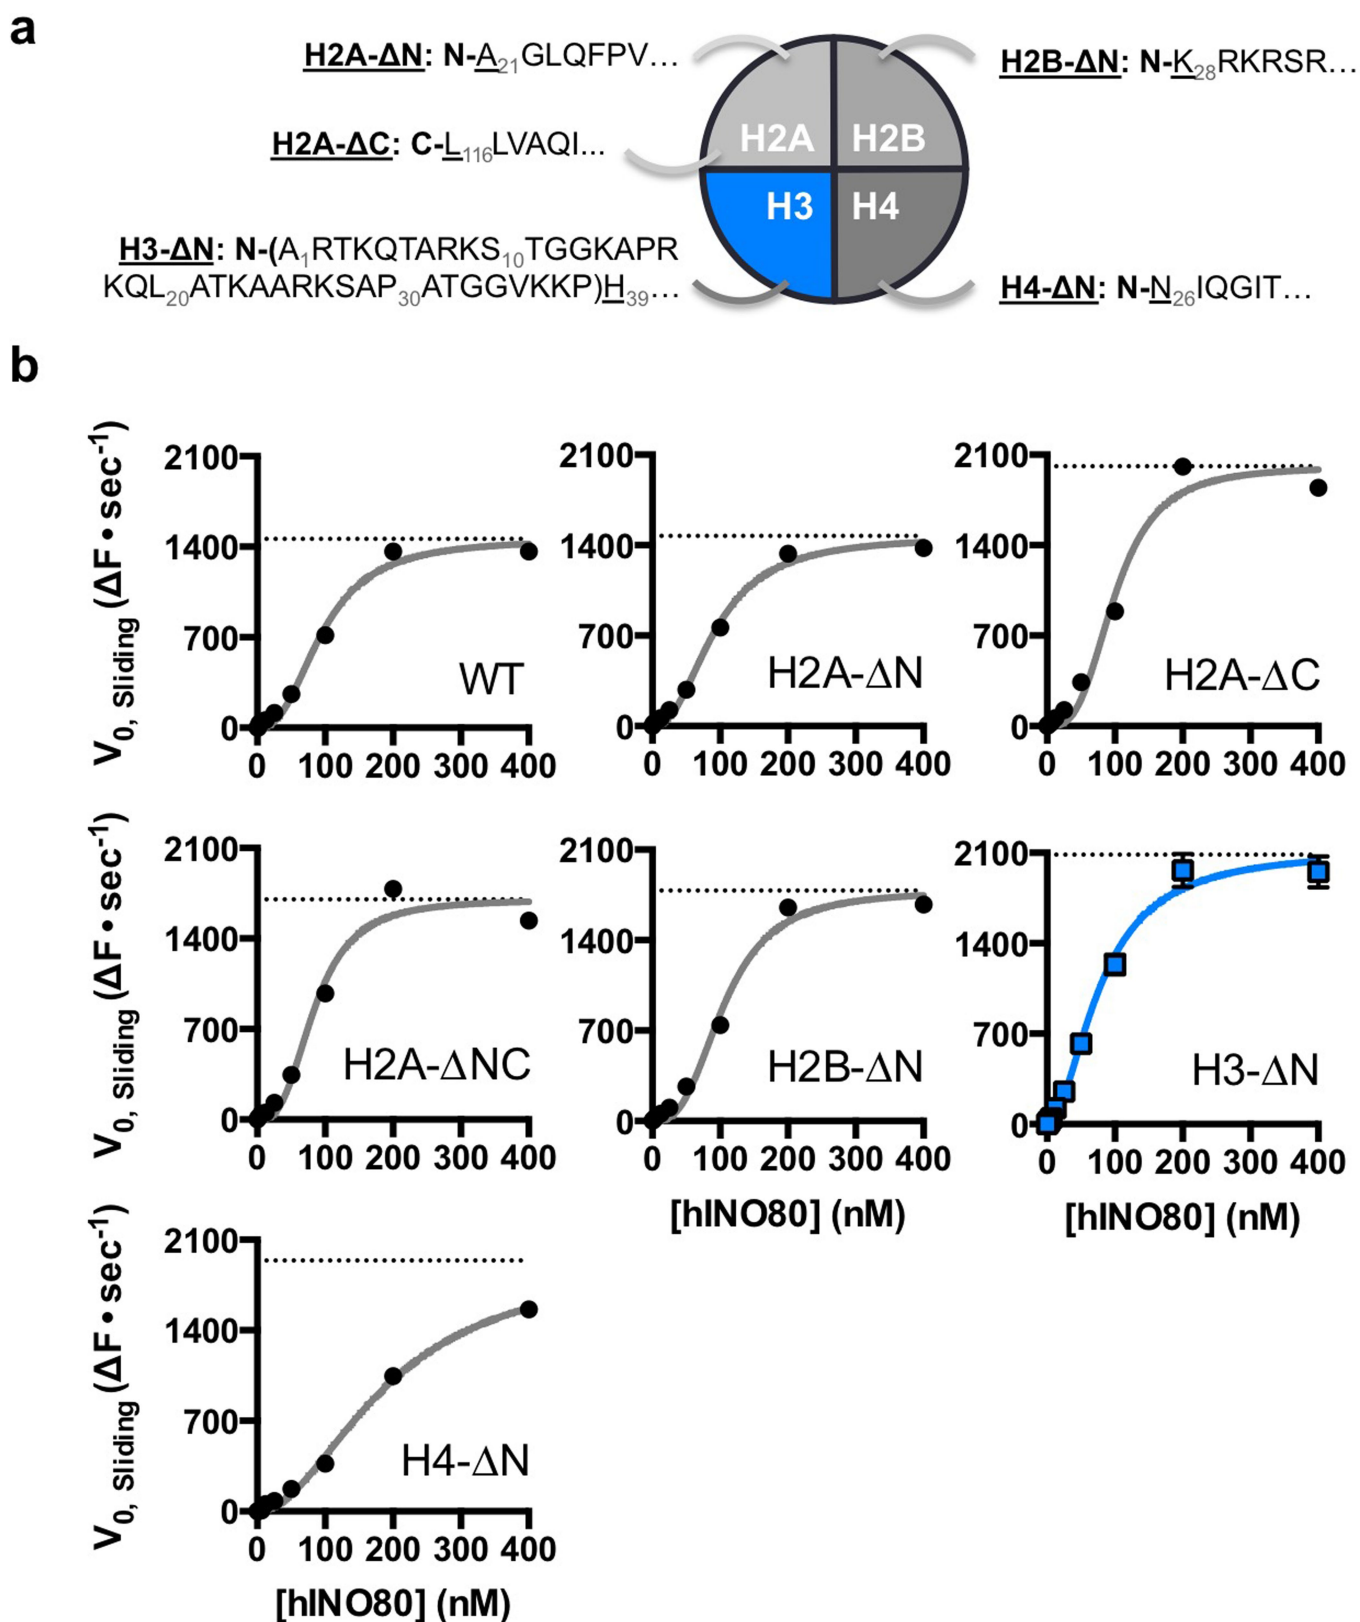 a
H2A-ΔN: N-A21GLQFPV...
H2B-ΔN: N-K28RKRSR...
H2A-ΔC: C-L116LVAQI...
H2A H2B
H3 H4
H3-ΔN: N-(A1RTKQTARKS10TGGKAPR
KQL20ATKAARKSAP30ATGGVKKP)H39...
H4-ΔN: N-N26IQGIT...
b
V0, Sliding (ΔF • sec-1)
2100
1400
700
0
0 100 200 300 400
WT
2100
1400
700
0
0 100 200 300 400
H2A-ΔN
2100
1400
700
0
0 100 200 300 400
H2A-ΔC
V0, Sliding (ΔF • sec-1)
2100
1400
700
0
0 100 200 300 400
H2A-ΔNC
2100
1400
700
0
0 100 200 300 400
H2B-ΔN
[hINO80] (nM)
2100
1400
700
0
0 100 200 300 400
H3-ΔN
[hINO80] (nM)
V0, Sliding (ΔF • sec-1)
2100
1400
700
0
0 100 200 300 400
H4-ΔN
[hINO80] (nM)